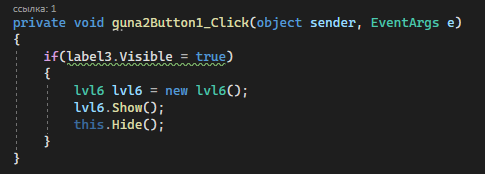 ссылка: 1
private void guna2Button1_Click(object sender, EventArgs e)
{
if(label3.Visible = true)
{
lvl6 lvl6 = new lvl6();
lvl6.Show();
this.Hide();
}
}